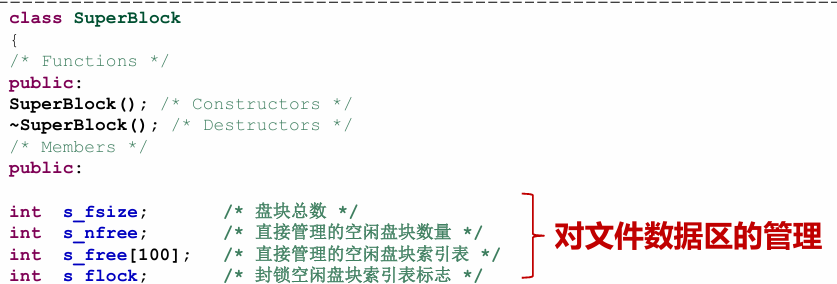 class SuperBlock
{
/* Functions */
public:
SuperBlock(); /* Constructors */
~SuperBlock(); /* Destructors */
/* Members */
public:
int s_fsize; /* 盘块总数 */
int s_nfree; /* 直接管理的空闲盘块数量 */
int s_free[100]; /* 直接管理的空闲盘块索引表 */
int s_flock; /* 封锁空闲盘块索引表标志 */
对文件数据区的管理